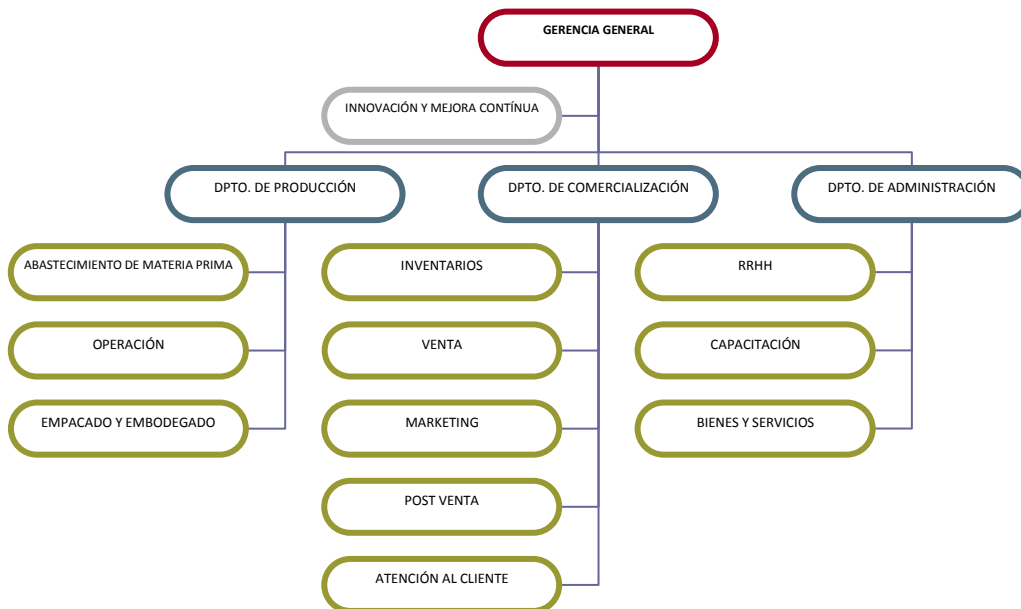 GERENCIA GENERAL
INNOVACIÓN Y MEJORA CONTÍNUA
DPTO. DE PRODUCCIÓN
DPTO. DE COMERCIALIZACIÓN
DPTO. DE ADMINISTRACIÓN
ABASTECIMIENTO DE MATERIA PRIMA
INVENTARIOS
RRHH
OPERACIÓN
VENTA
CAPACITACIÓN
EMPACADO Y EMBODEGADO
MARKETING
BIENES Y SERVICIOS
POST VENTA
ATENCIÓN AL CLIENTE